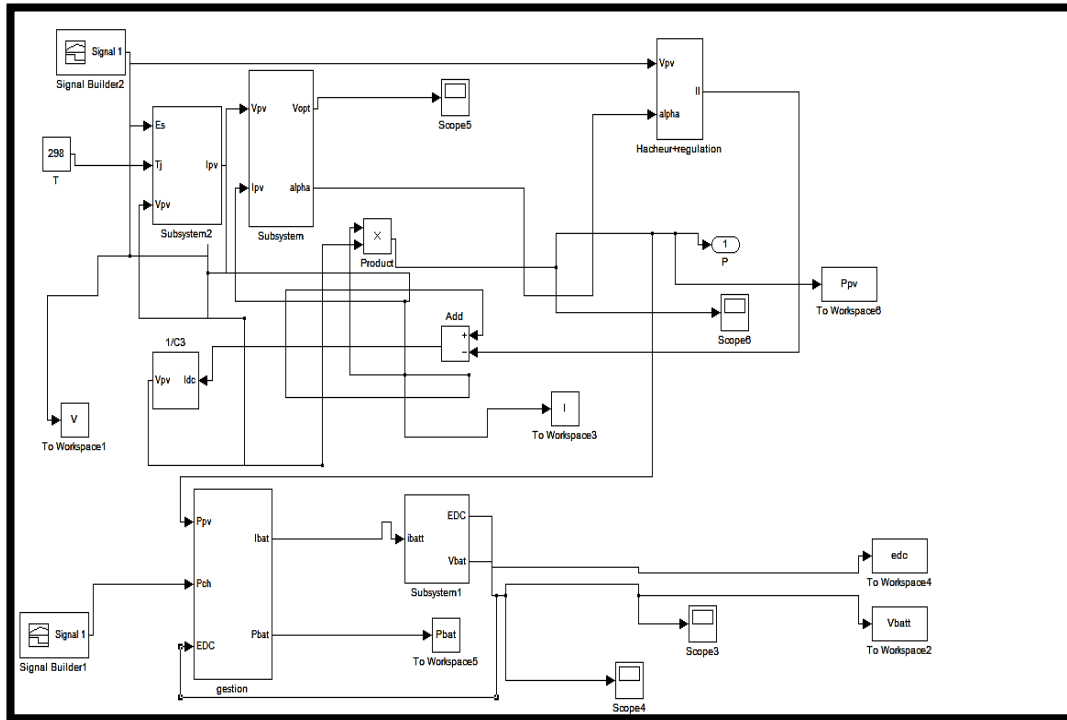 Signal 1
Signal Builder2
298
T
Es
Tj
Vpv
Ipv
Subsystem2
Vpv
Ipv
Vopt
alpha
Subsystem
Scope5
Vpv
alpha
Il
Hacheur+regulation
X
Product
1
P
Ppv
To Workspace6
Scope6
Add
+
−
1/C3
Vpv
Idc
V
To Workspace1
I
To Workspace3
Ppv
Pch
EDC
Ibat
Pbat
gestion
ibatt
EDC
Vbat
Subsystem1
Signal 1
Signal Builder1
Pbat
To Workspace5
edc
To Workspace4
Vbatt
To Workspace2
Scope3
Scope4